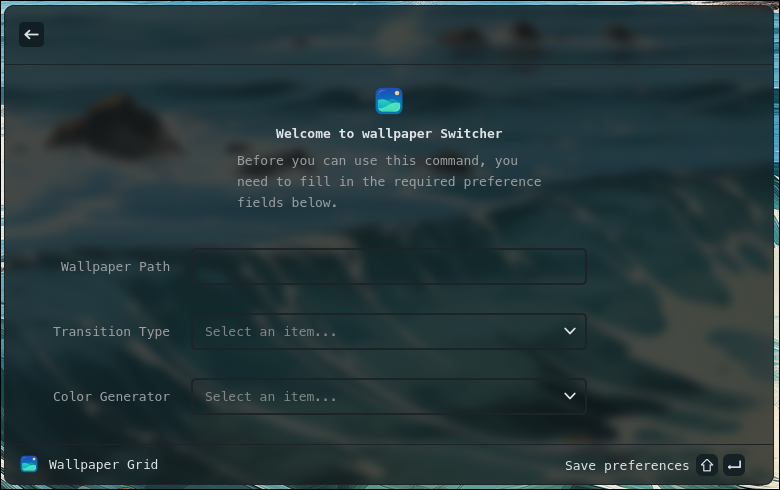 Welcome to wallpaper Switcher
Before you can use this command, you
need to fill in the required preference
fields below.
Wallpaper Path
Transition Type
Select an item...
Color Generator
Select an item...
Wallpaper Grid
Save preferences